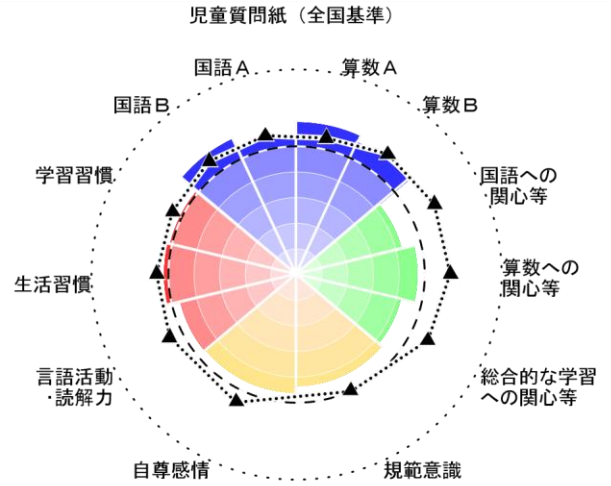 児童質問紙（全国基準）
国語A
算数A
国語B
算数B
学習習慣
国語への
関心等
生活習慣
算数への
関心等
言語活動
・読解力
総合的な学習
への関心等
自尊感情
規範意識